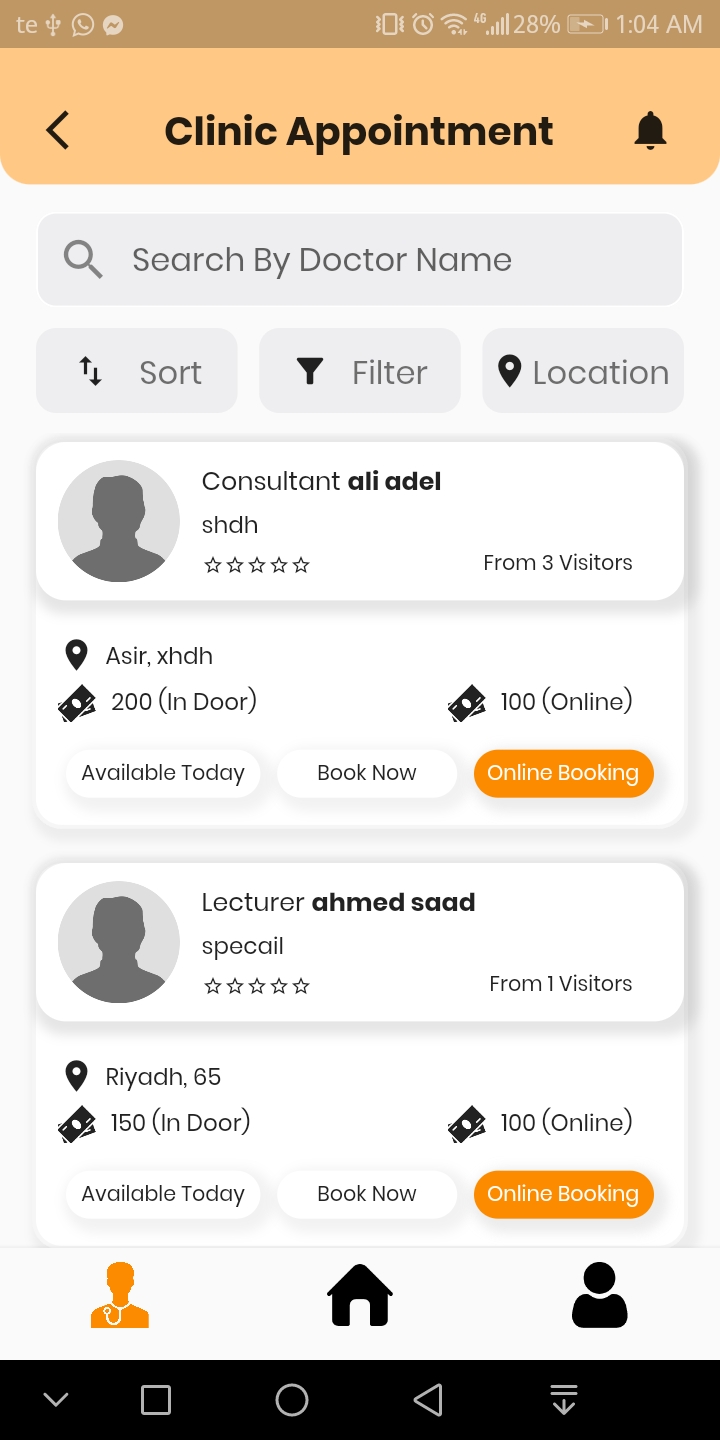 te 4G 28% 1:04 AM
Clinic Appointment
Search By Doctor Name
Sort Filter Location
Consultant ali adel
shdh
From 3 Visitors
Asir, xhdh
200 (In Door) 100 (Online)
Available Today Book Now Online Booking
Lecturer ahmed saad
specail
From 1 Visitors
Riyadh, 65
150 (In Door) 100 (Online)
Available Today Book Now Online Booking